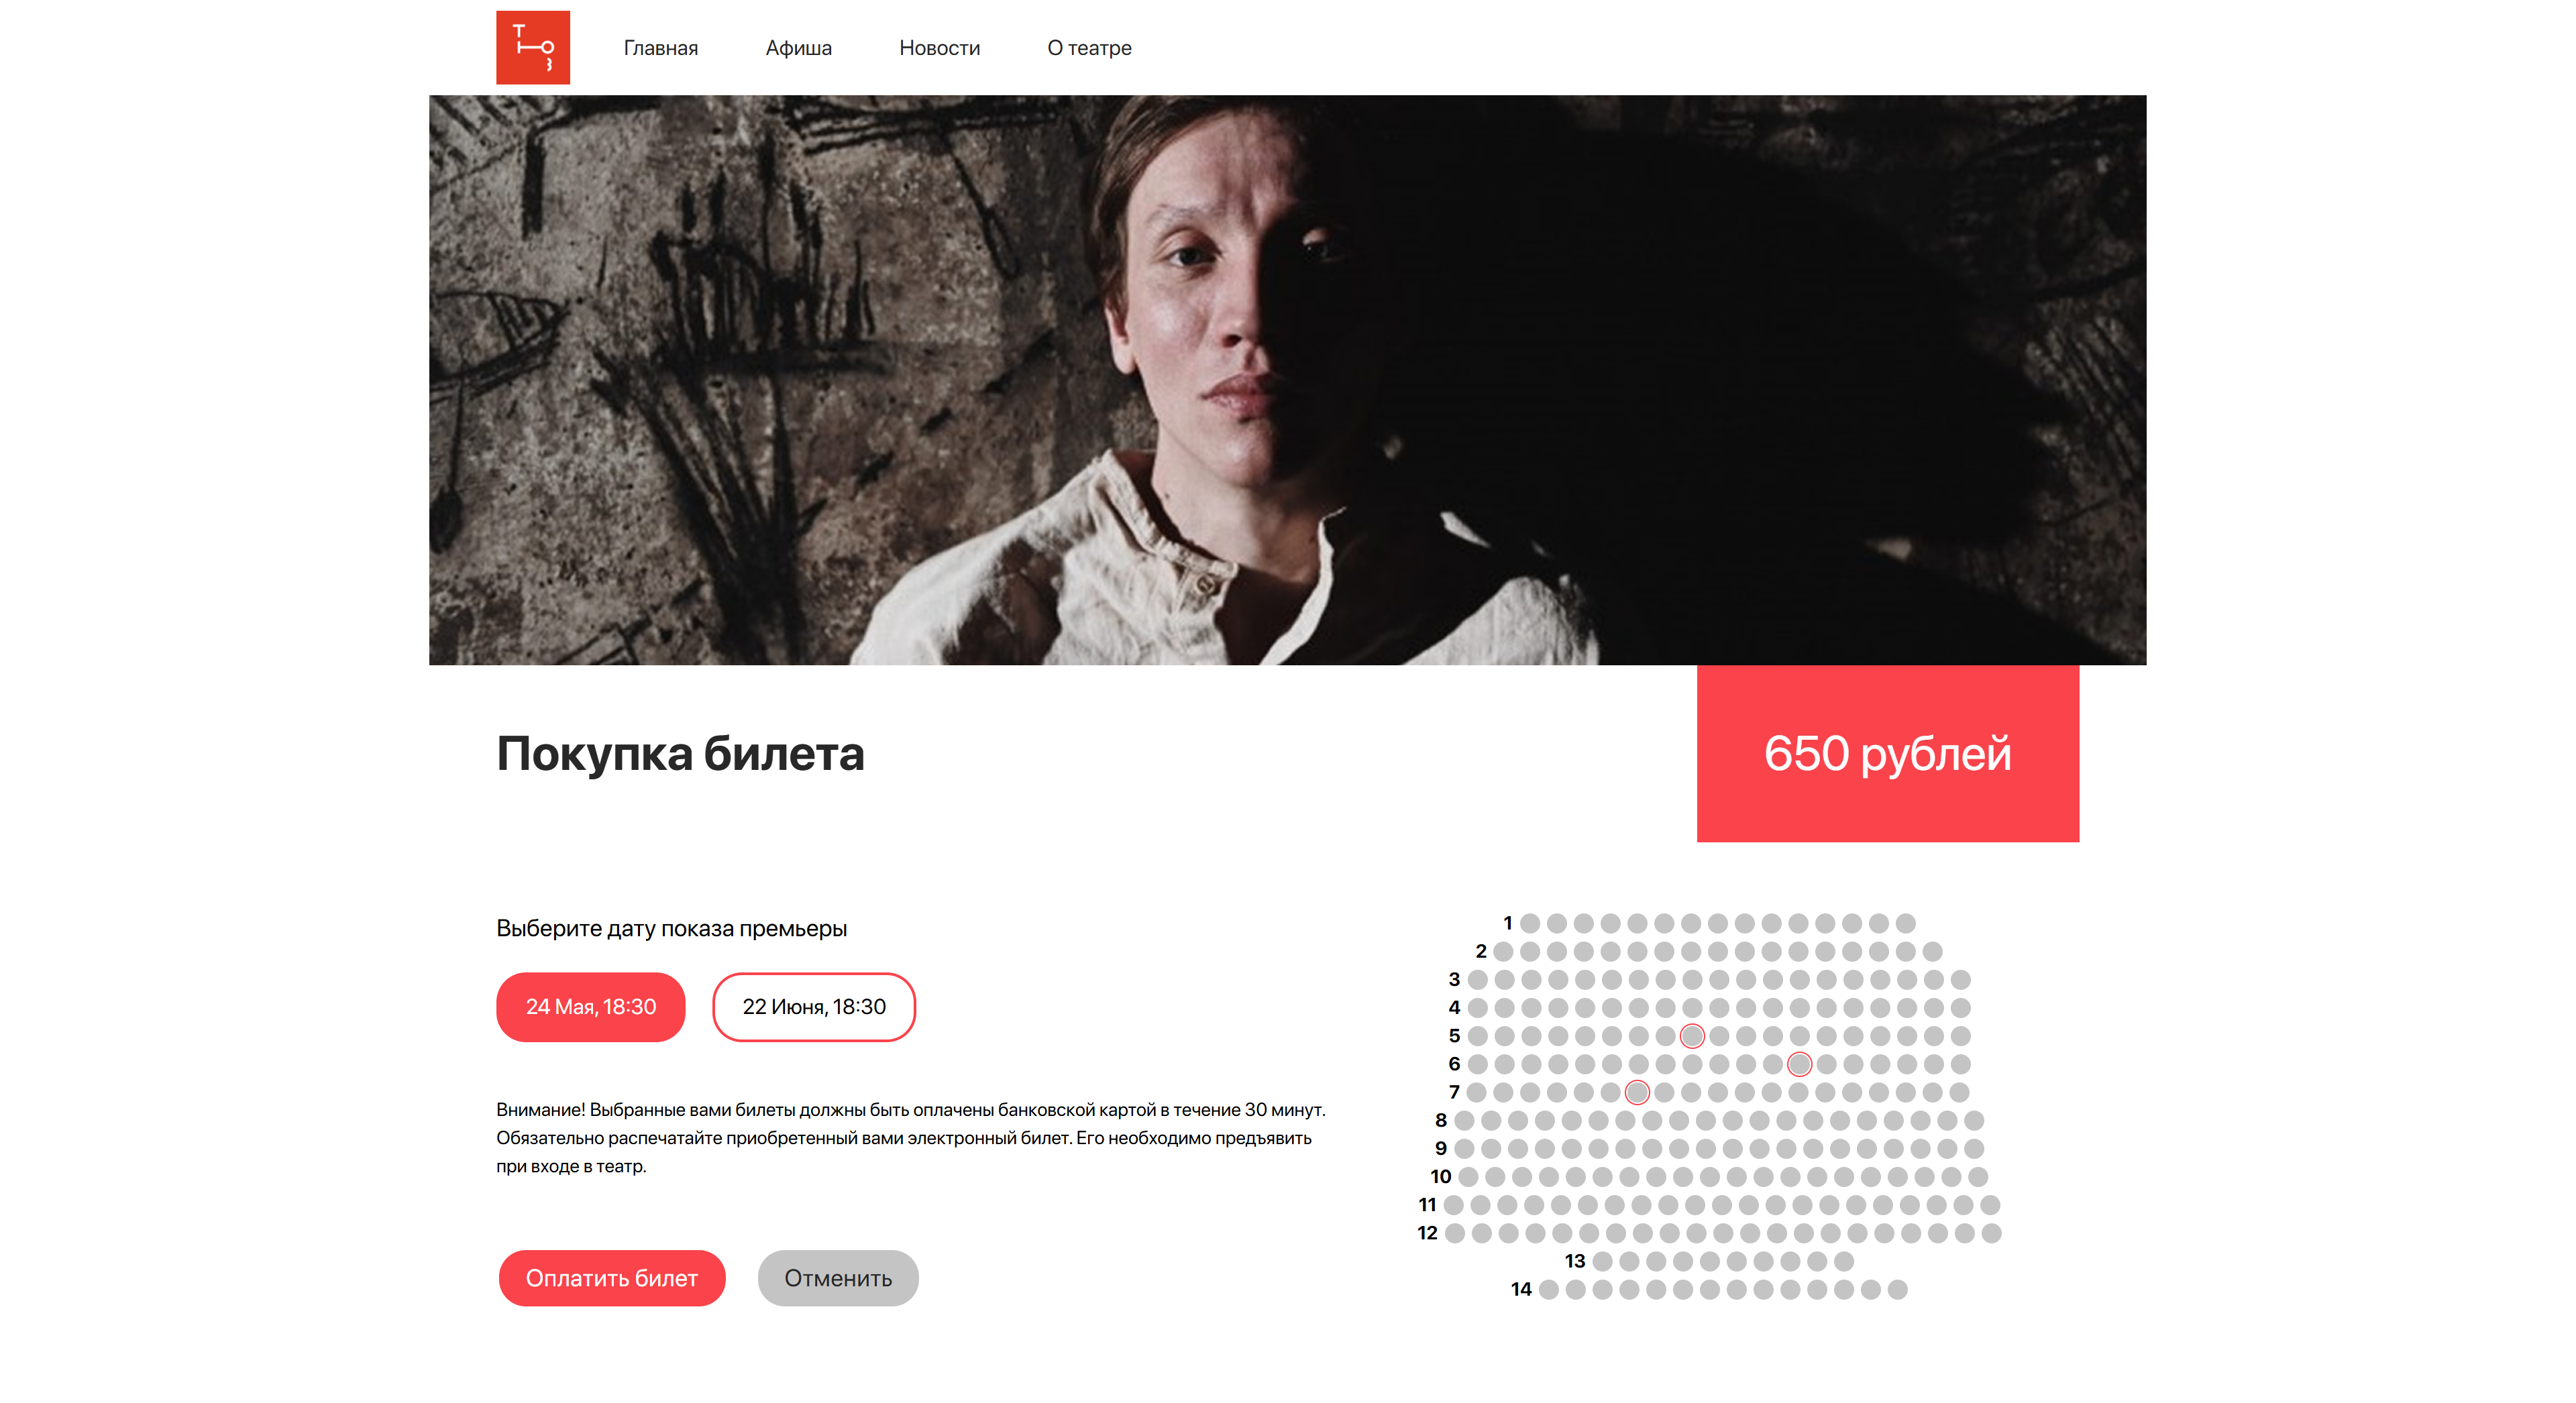 Т
Ю
З
Главная
Афиша
Новости
О театре
Покупка билета
650 рублей
Выберите дату показа премьеры
24 Мая, 18:30
22 Июня, 18:30
Внимание! Выбранные вами билеты должны быть оплачены банковской картой в течение 30 минут.
Обязательно распечатайте приобретенный вами электронный билет. Его необходимо предъявить
при входе в театр.
Оплатить билет
Отменить
1
2
3
4
5
6
7
8
9
10
11
12
13
14